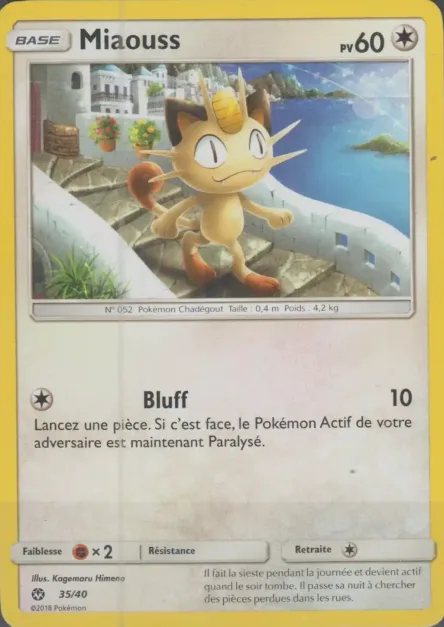 BASE Miaouss PV60
N° 052 Pokémon Chadégout Taille : 0,4 m Poids : 4,2 kg
Bluff 10
Lancez une pièce. Si c'est face, le Pokémon Actif de votre
adversaire est maintenant Paralysé.
Faiblesse ×2 Résistance Retraite
Illus. Kagemaru Himeno
35/40
©2018 Pokémon
Il fait la sieste pendant la journée et devient actif
quand le soir tombe. Il passe sa nuit à chercher
des pièces perdues dans les rues.